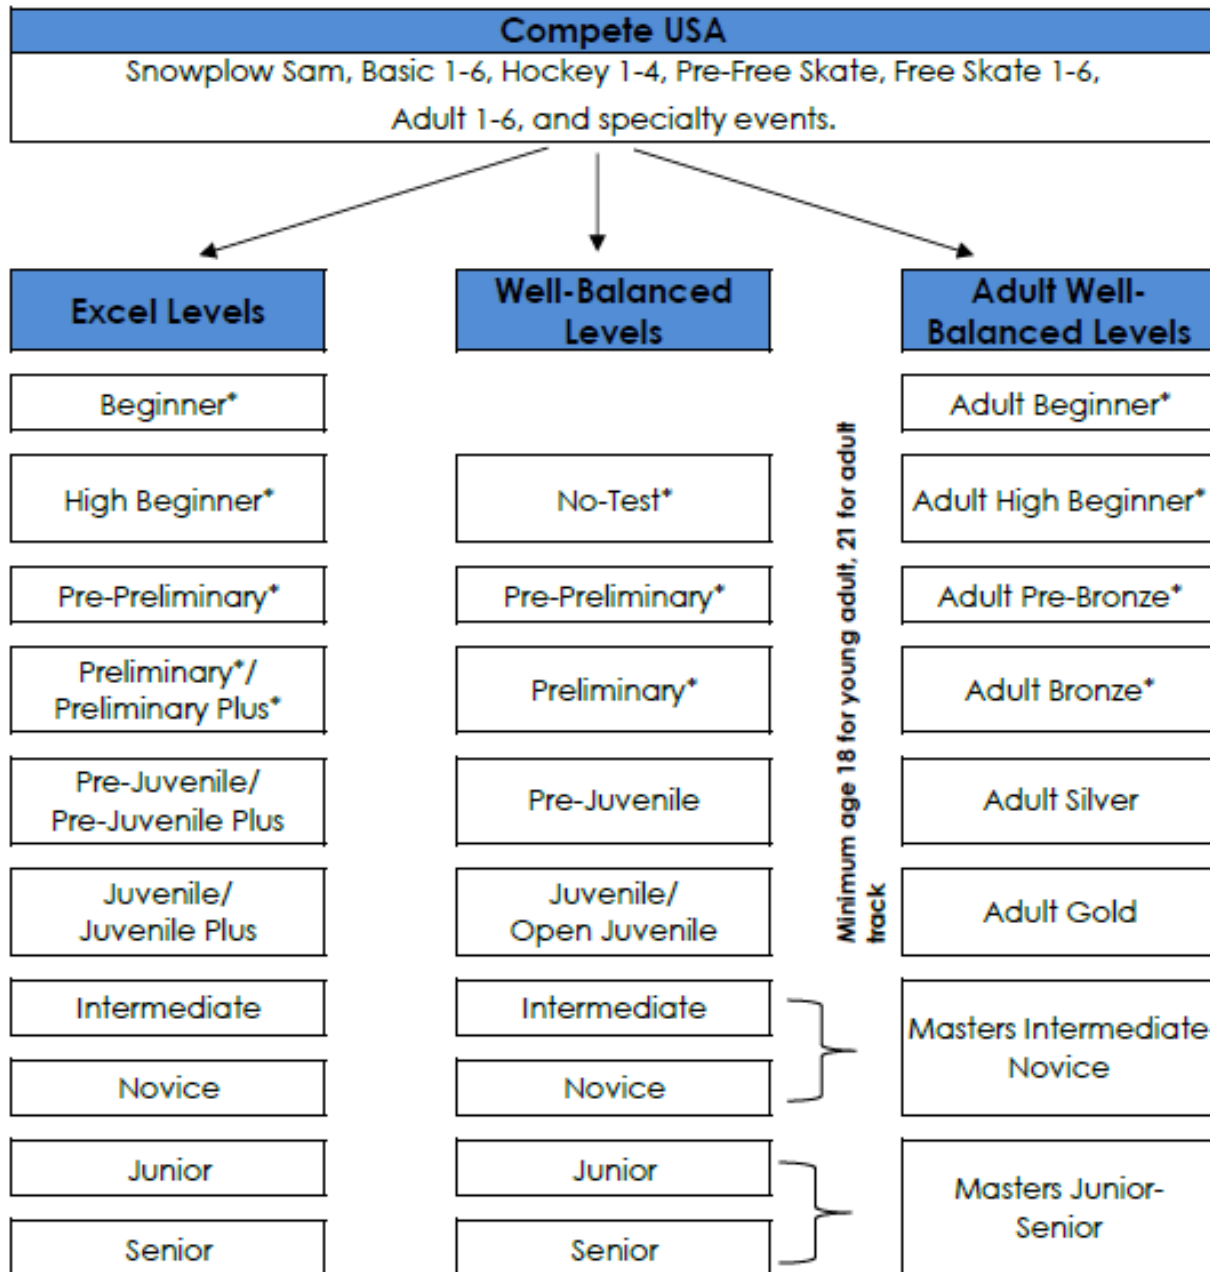 Compete USA
Snowplow Sam, Basic 1-6, Hockey 1-4, Pre-Free Skate, Free Skate 1-6,
Adult 1-6, and specialty events.
Excel Levels
Beginner*
High Beginner*
Pre-Preliminary*
Preliminary*/
Preliminary Plus*
Pre-Juvenile/
Pre-Juvenile Plus
Juvenile/
Juvenile Plus
Intermediate
Novice
Junior
Senior
Well-Balanced
Levels
No-Test*
Pre-Preliminary*
Preliminary*
Pre-Juvenile
Juvenile/
Open Juvenile
Intermediate
Novice
Junior
Senior
Minimum age 18 for young adult, 21 for adult
track
Adult Well-
Balanced Levels
Adult Beginner*
Adult High Beginner*
Adult Pre-Bronze*
Adult Bronze*
Adult Silver
Adult Gold
Masters Intermediate-
Novice
Masters Junior-
Senior